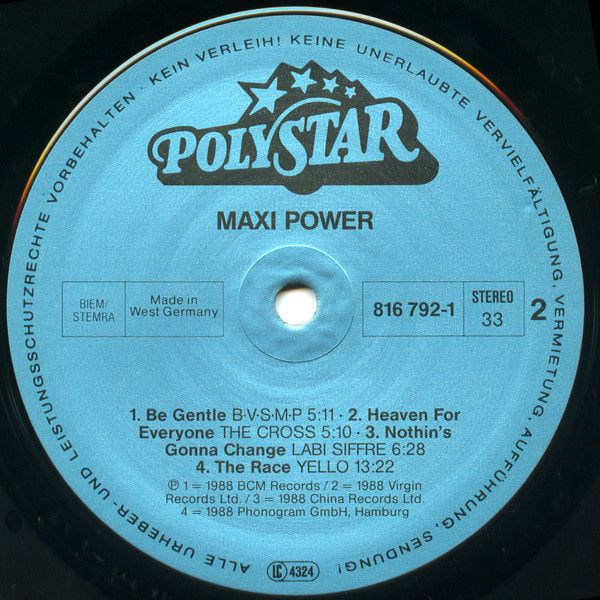 ALLE URHEBER- UND LEISTUNGSSCHUTZRECHTE VORBEHALTEN · KEIN VERLEIH! KEINE UNERLAUBTE VERVIELFÄLTIGUNG, VERMIETUNG, AUFFÜHRUNG, SENDUNG!
POLYSTAR
MAXI POWER
BIEM/
STEMRA
Made in
West Germany
816 792-1
STEREO
33
2
1. Be Gentle B·V·S·M·P 5:11 · 2. Heaven For
Everyone THE CROSS 5:10 · 3. Nothin's
Gonna Change LABI SIFFRE 6:28
4. The Race YELLO 13:22
℗ 1 = 1988 BCM Records / 2 = 1988 Virgin
Records Ltd. / 3 = 1988 China Records Ltd.
4 = 1988 Phonogram GmbH, Hamburg
LC 4324